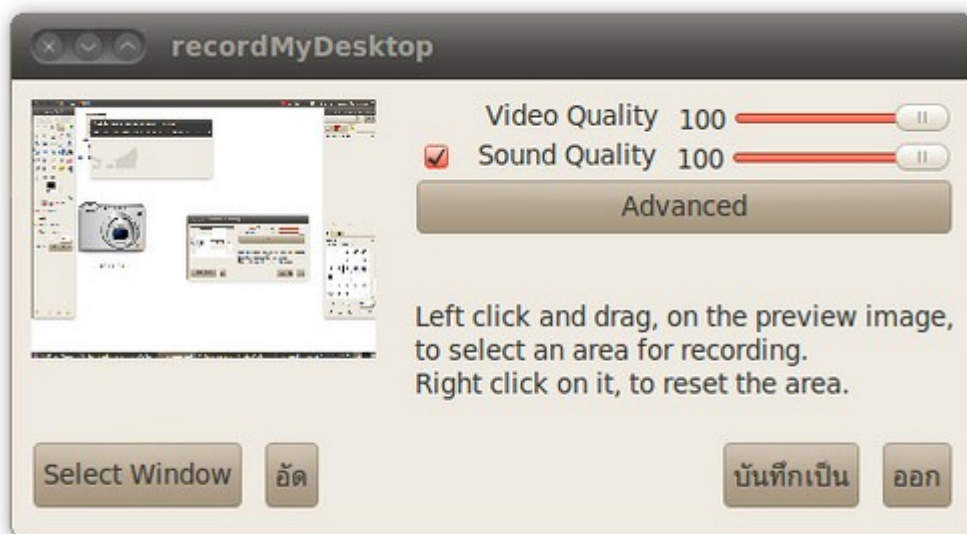 recordMyDesktop
Video Quality 100
Sound Quality 100
Advanced
Left click and drag, on the preview image,
to select an area for recording.
Right click on it, to reset the area.
Select Window อัด บันทึกเป็น ออก